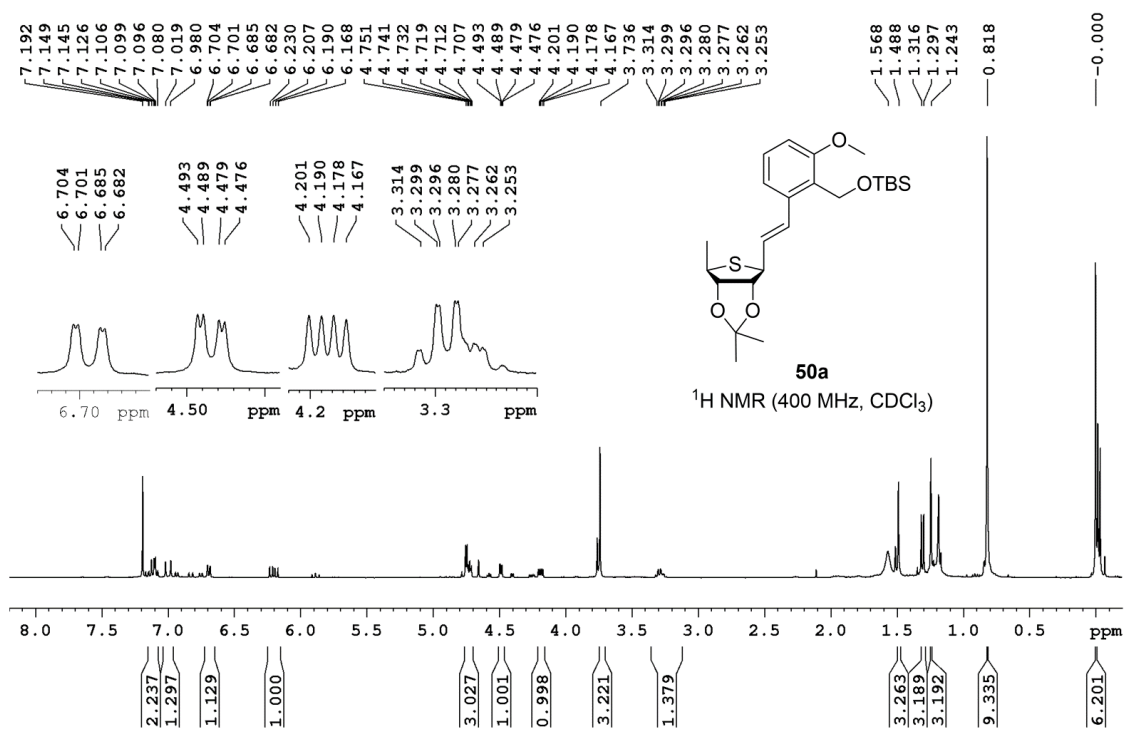 7.192 7.149 7.145 7.126 7.106 7.099 7.096 7.080 7.019 6.980 6.704 6.701 6.685 6.682 6.230 6.207 6.190 6.168 4.751 4.741 4.732 4.719 4.712 4.707 4.493 4.489 4.479 4.476 4.201 4.190 4.178 4.167 3.736 3.314 3.299 3.296 3.280 3.277 3.262 3.253 1.568 1.488 1.316 1.297 1.243 0.818 -0.000
6.704 6.701 6.685 6.682
4.493 4.489 4.479 4.476
4.201 4.190 4.178 4.167
3.314 3.299 3.296 3.280 3.277 3.262 3.253
O
OTBS
S
O O
50a
¹H NMR (400 MHz, CDCl₃)
6.70 ppm
4.50 ppm
4.2 ppm
3.3 ppm
8.0 7.5 7.0 6.5 6.0 5.5 5.0 4.5 4.0 3.5 3.0 2.5 2.0 1.5 1.0 0.5 ppm
2.237 1.297 1.129 1.000 3.027 1.001 0.998 3.221 1.379 3.263 3.189 3.192 9.335 6.201